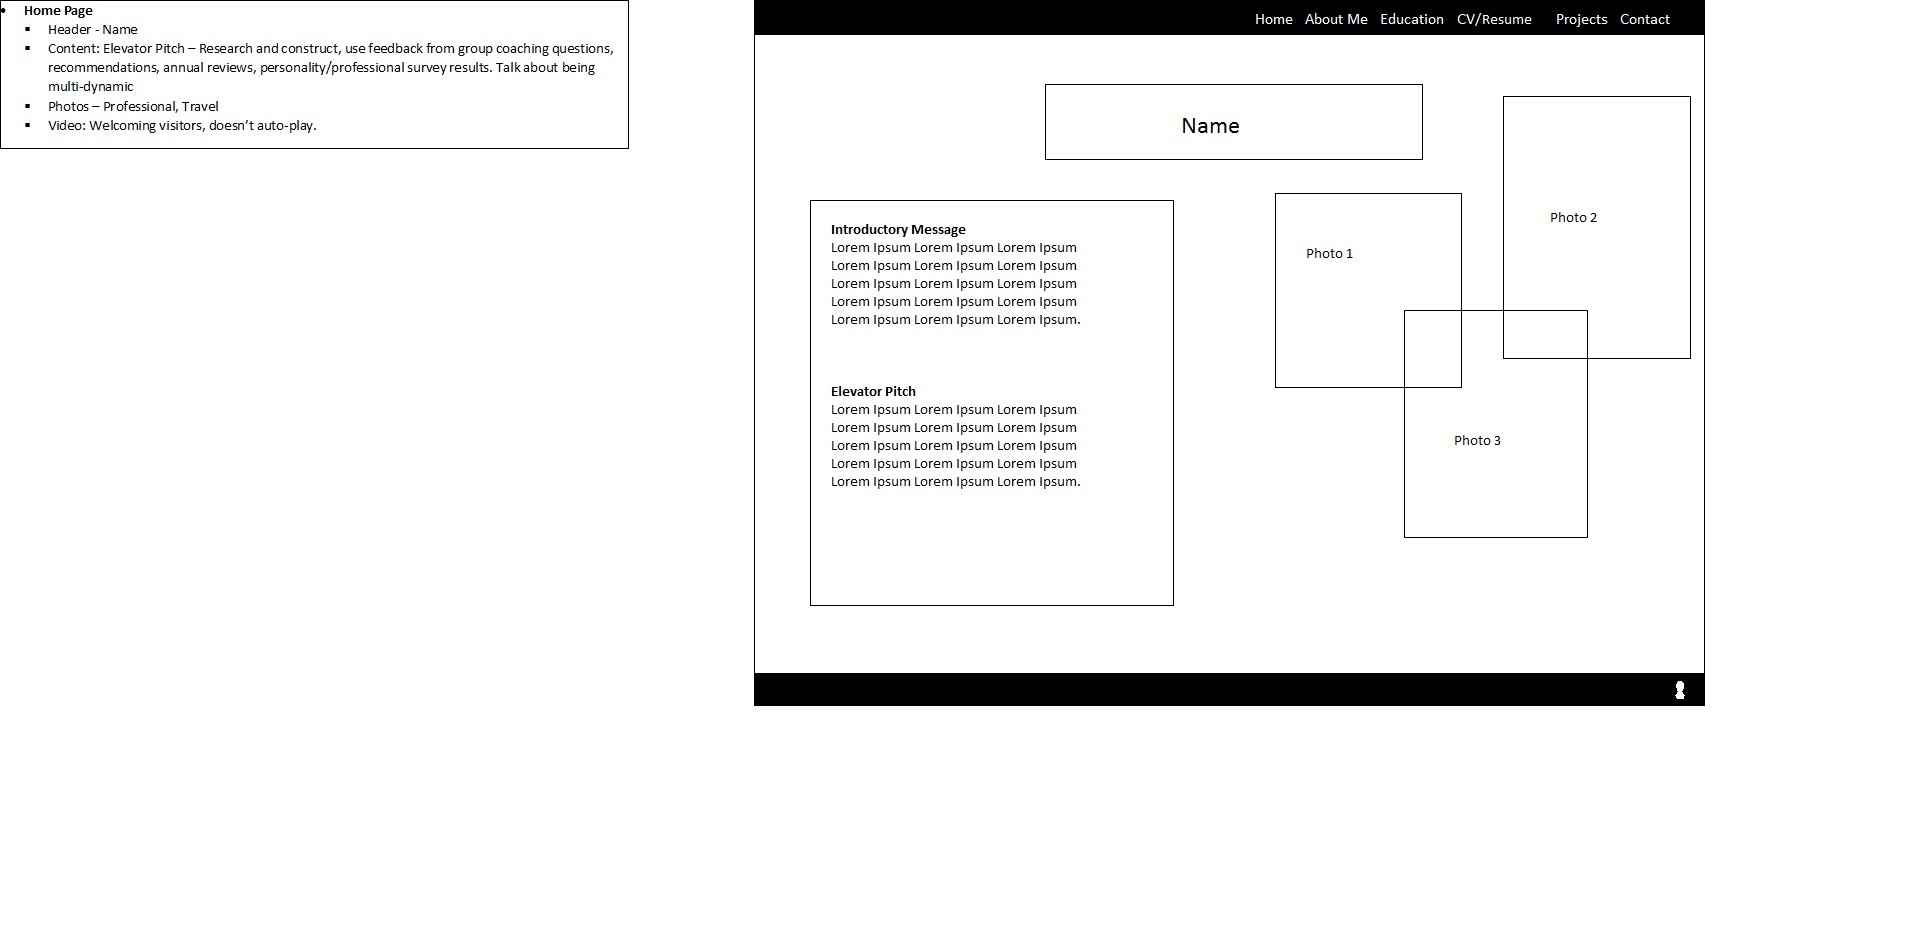 • Home Page
▪ Header - Name
▪ Content: Elevator Pitch – Research and construct, use feedback from group coaching questions,
recommendations, annual reviews, personality/professional survey results. Talk about being
multi-dynamic
▪ Photos – Professional, Travel
▪ Video: Welcoming visitors, doesn’t auto-play.
Home About Me Education CV/Resume Projects Contact
Name
Introductory Message
Lorem Ipsum Lorem Ipsum Lorem Ipsum
Lorem Ipsum Lorem Ipsum Lorem Ipsum
Lorem Ipsum Lorem Ipsum Lorem Ipsum
Lorem Ipsum Lorem Ipsum Lorem Ipsum
Lorem Ipsum Lorem Ipsum Lorem Ipsum.
Elevator Pitch
Lorem Ipsum Lorem Ipsum Lorem Ipsum
Lorem Ipsum Lorem Ipsum Lorem Ipsum
Lorem Ipsum Lorem Ipsum Lorem Ipsum
Lorem Ipsum Lorem Ipsum Lorem Ipsum
Lorem Ipsum Lorem Ipsum Lorem Ipsum.
Photo 1
Photo 2
Photo 3